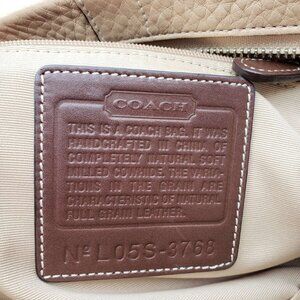 COACH
THIS IS A COACH BAG. IT WAS
HANDCRAFTED IN CHINA OF
COMPLETELY NATURAL SOFT
MILLED COWHIDE. THE VARIA-
TIONS IN THE GRAIN ARE
CHARACTERISTIC OF NATURAL
FULL GRAIN LEATHER.
Nº L05S-3768